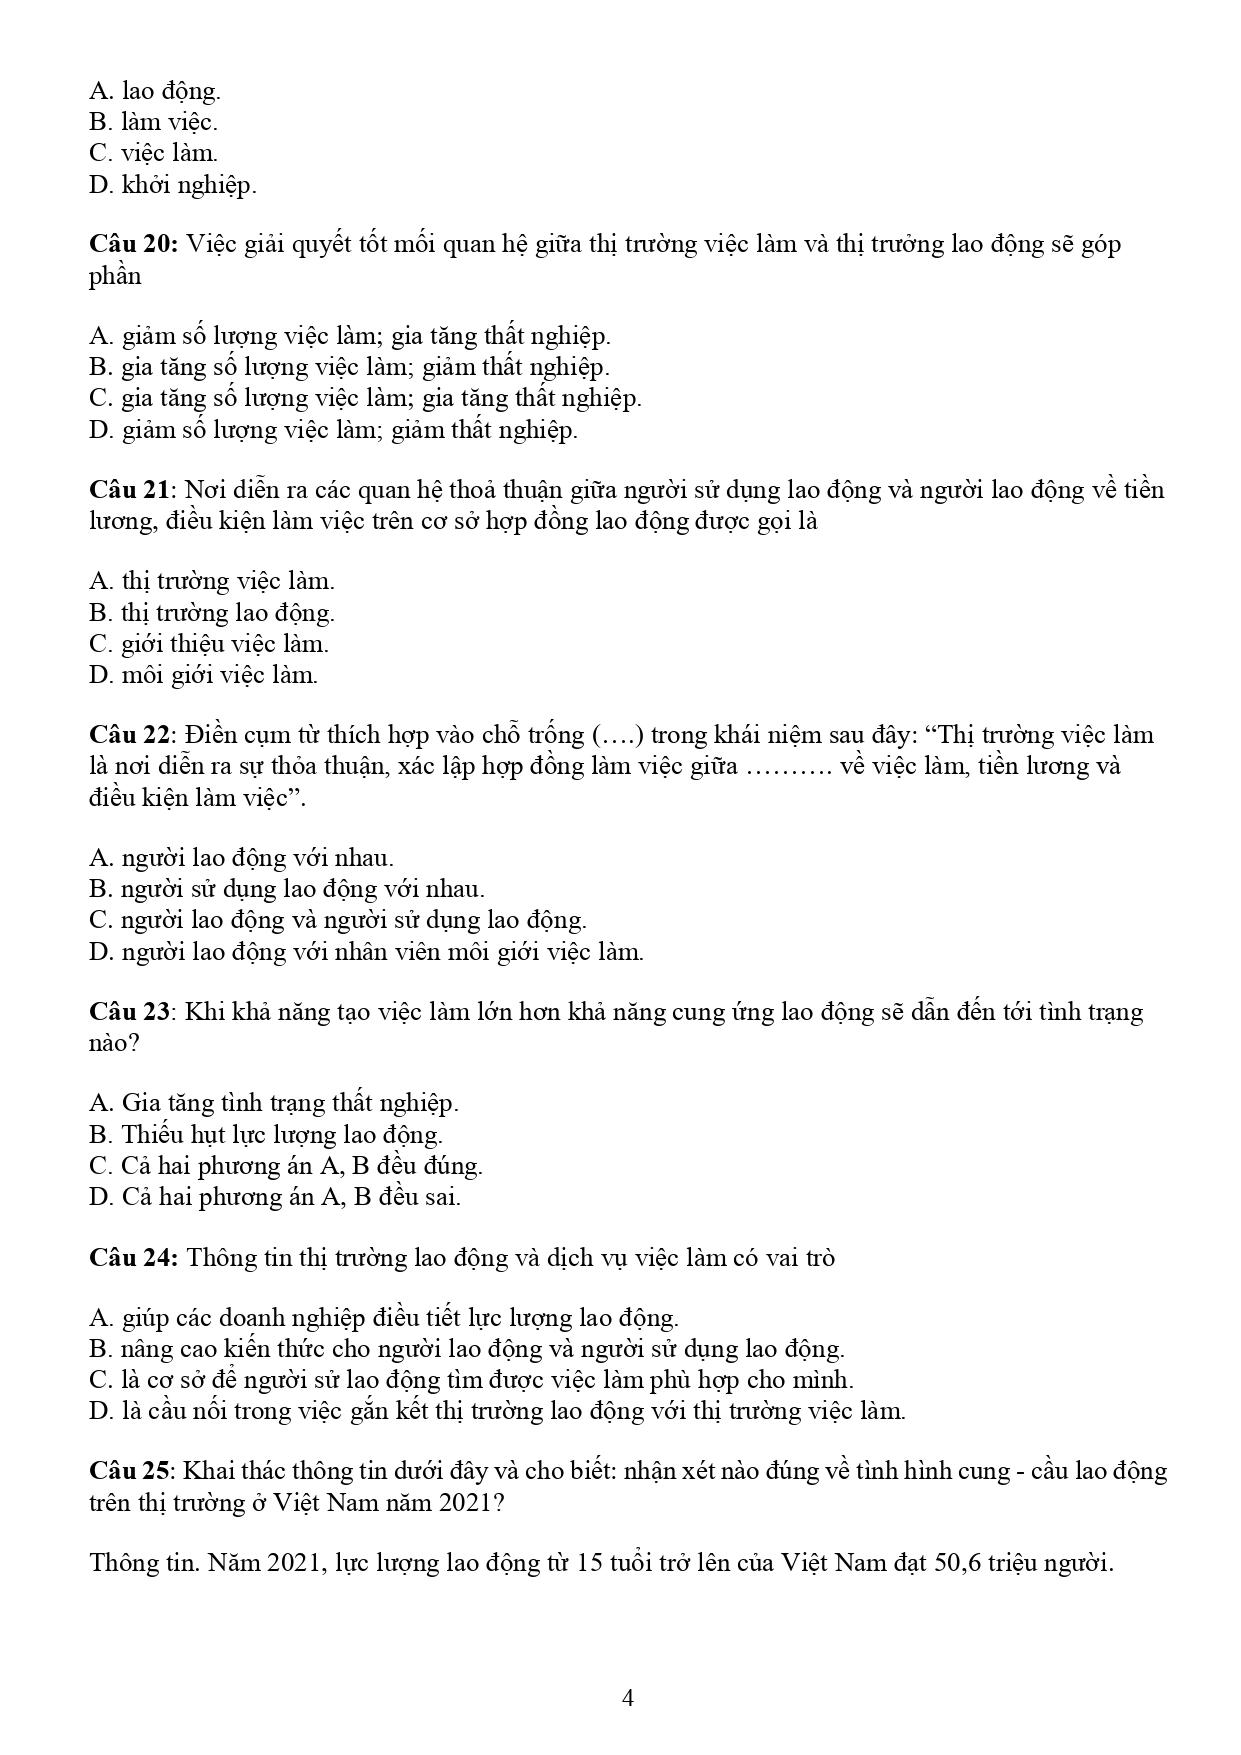 A. lao động.
B. làm việc.
C. việc làm.
D. khởi nghiệp.
Câu 20: Việc giải quyết tốt mối quan hệ giữa thị trường việc làm và thị trưởng lao động sẽ góp
phần
A. giảm số lượng việc làm; gia tăng thất nghiệp.
B. gia tăng số lượng việc làm; giảm thất nghiệp.
C. gia tăng số lượng việc làm; gia tăng thất nghiệp.
D. giảm số lượng việc làm; giảm thất nghiệp.
Câu 21: Nơi diễn ra các quan hệ thoả thuận giữa người sử dụng lao động và người lao động về tiền
lương, điều kiện làm việc trên cơ sở hợp đồng lao động được gọi là
A. thị trường việc làm.
B. thị trường lao động.
C. giới thiệu việc làm.
D. môi giới việc làm.
Câu 22: Điền cụm từ thích hợp vào chỗ trống (….) trong khái niệm sau đây: “Thị trường việc làm
là nơi diễn ra sự thỏa thuận, xác lập hợp đồng làm việc giữa ………. về việc làm, tiền lương và
điều kiện làm việc”.
A. người lao động với nhau.
B. người sử dụng lao động với nhau.
C. người lao động và người sử dụng lao động.
D. người lao động với nhân viên môi giới việc làm.
Câu 23: Khi khả năng tạo việc làm lớn hơn khả năng cung ứng lao động sẽ dẫn đến tới tình trạng
nào?
A. Gia tăng tình trạng thất nghiệp.
B. Thiếu hụt lực lượng lao động.
C. Cả hai phương án A, B đều đúng.
D. Cả hai phương án A, B đều sai.
Câu 24: Thông tin thị trường lao động và dịch vụ việc làm có vai trò
A. giúp các doanh nghiệp điều tiết lực lượng lao động.
B. nâng cao kiến thức cho người lao động và người sử dụng lao động.
C. là cơ sở để người sử lao động tìm được việc làm phù hợp cho mình.
D. là cầu nối trong việc gắn kết thị trường lao động với thị trường việc làm.
Câu 25: Khai thác thông tin dưới đây và cho biết: nhận xét nào đúng về tình hình cung - cầu lao động
trên thị trường ở Việt Nam năm 2021?
Thông tin. Năm 2021, lực lượng lao động từ 15 tuổi trở lên của Việt Nam đạt 50,6 triệu người.
4